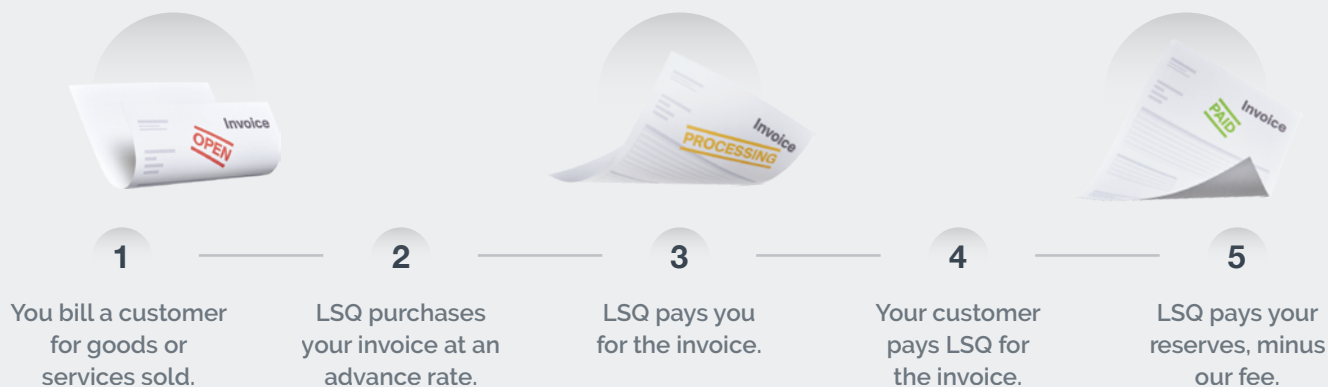 Invoice
OPEN
Invoice
PROCESSING
Invoice
PAID
1
2
3
4
5
You bill a customer
for goods or
services sold.
LSQ purchases
your invoice at an
advance rate.
LSQ pays you
for the invoice.
Your customer
pays LSQ for
the invoice.
LSQ pays your
reserves, minus
our fee.